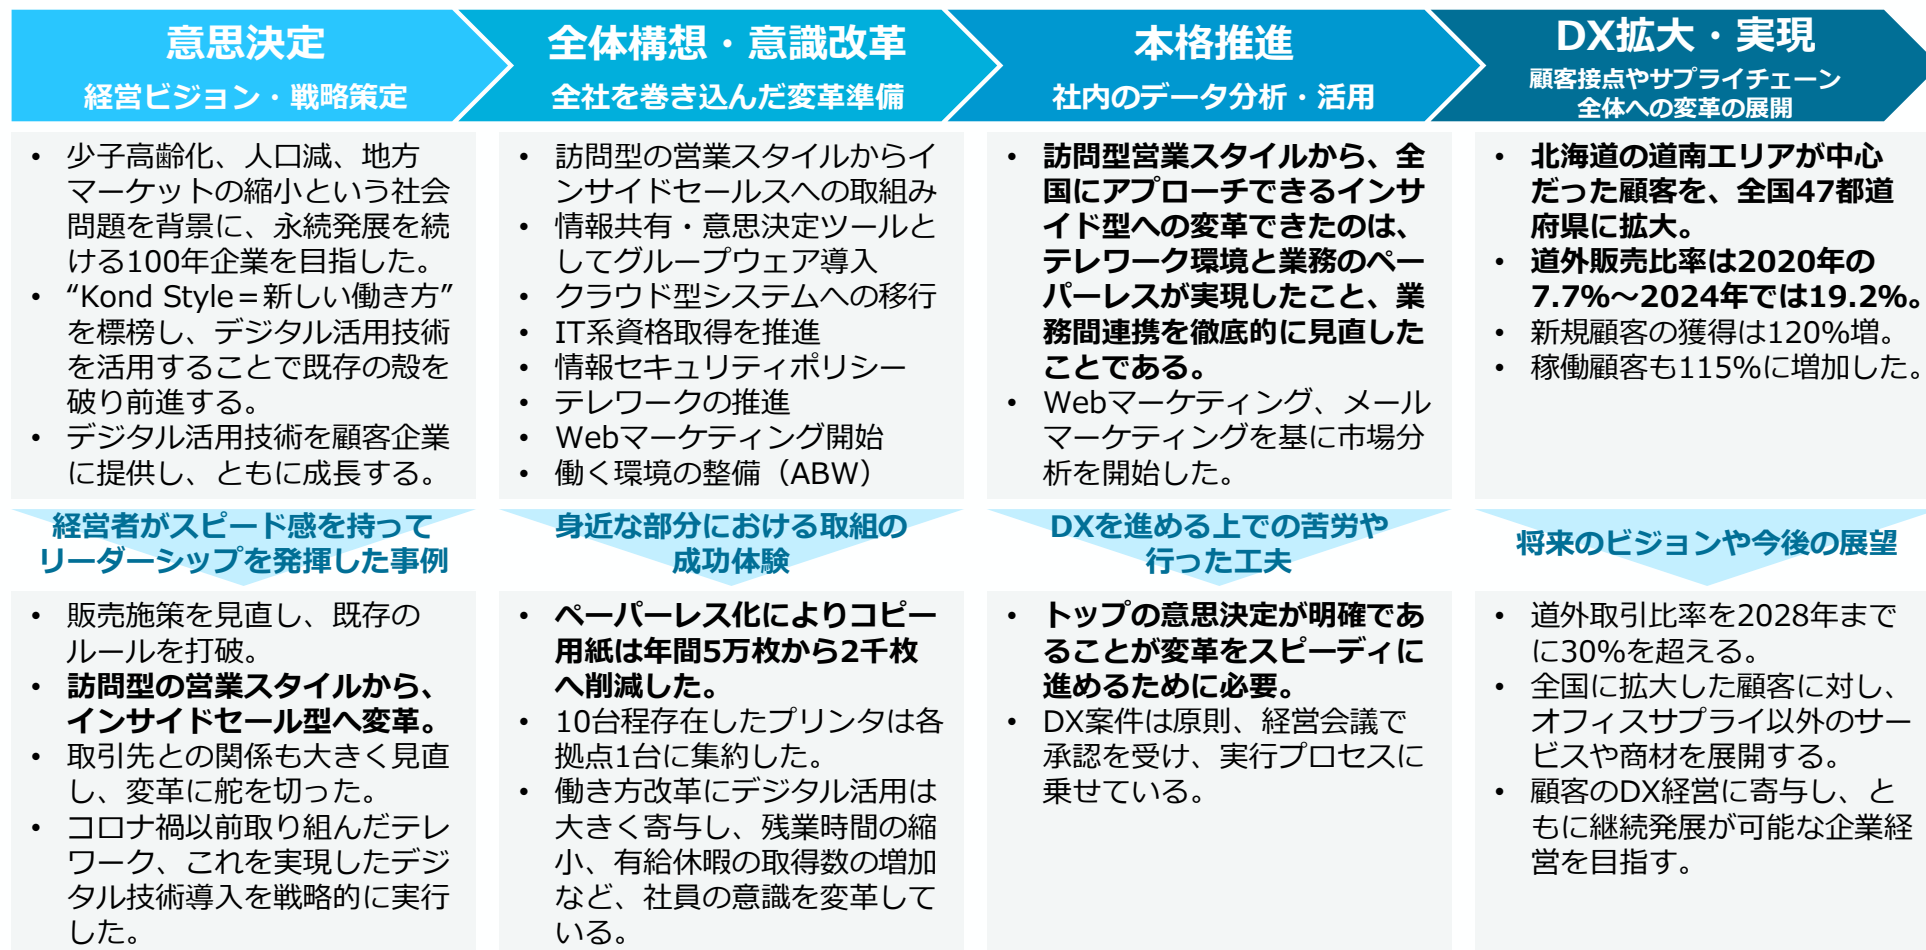 意思決定
経営ビジョン・戦略策定
全体構想・意識改革
全社を巻き込んだ変革準備
本格推進
社内のデータ分析・活用
DX拡大・実現
顧客接点やサプライチェーン
全体への変革の展開
• 少子高齢化、人口減、地方
マーケットの縮小という社会
問題を背景に、永続発展を続
ける100年企業を目指した。
• “Kond Style＝新しい働き方”
を標榜し、デジタル活用技術
を活用することで既存の殻を
破り前進する。
• デジタル活用技術を顧客企業
に提供し、ともに成長する。
• 訪問型の営業スタイルからイ
ンサイドセールスへの取組み
• 情報共有・意思決定ツールと
してグループウェア導入
• クラウド型システムへの移行
• IT系資格取得を推進
• 情報セキュリティポリシー
• テレワークの推進
• Webマーケティング開始
• 働く環境の整備（ABW）
• 訪問型営業スタイルから、全
国にアプローチできるインサ
イド型への変革できたのは、
テレワーク環境と業務のペー
パーレスが実現したこと、業
務間連携を徹底的に見直した
ことである。
• Webマーケティング、メール
マーケティングを基に市場分
析を開始した。
• 北海道の道南エリアが中心
だった顧客を、全国47都道
府県に拡大。
• 道外販売比率は2020年の
7.7%～2024年では19.2%。
• 新規顧客の獲得は120%増。
• 稼働顧客も115%に増加した。
経営者がスピード感を持って
リーダーシップを発揮した事例
身近な部分における取組の
成功体験
DXを進める上での苦労や
行った工夫
将来のビジョンや今後の展望
• 販売施策を見直し、既存の
ルールを打破。
• 訪問型の営業スタイルから、
インサイドセール型へ変革。
• 取引先との関係も大きく見直
し、変革に舵を切った。
• コロナ禍以前取り組んだテレ
ワーク、これを実現したデジ
タル技術導入を戦略的に実行
した。
• ペーパーレス化によりコピー
用紙は年間5万枚から2千枚
へ削減した。
• 10台程存在したプリンタは各
拠点1台に集約した。
• 働き方改革にデジタル活用は
大きく寄与し、残業時間の縮
小、有給休暇の取得数の増加
など、社員の意識を変革して
いる。
• トップの意思決定が明確であ
ることが変革をスピーディに
進めるために必要。
• DX案件は原則、経営会議で
承認を受け、実行プロセスに
乗せている。
• 道外取引比率を2028年まで
に30%を超える。
• 全国に拡大した顧客に対し、
オフィスサプライ以外のサー
ビスや商材を展開する。
• 顧客のDX経営に寄与し、と
もに継続発展が可能な企業経
営を目指す。